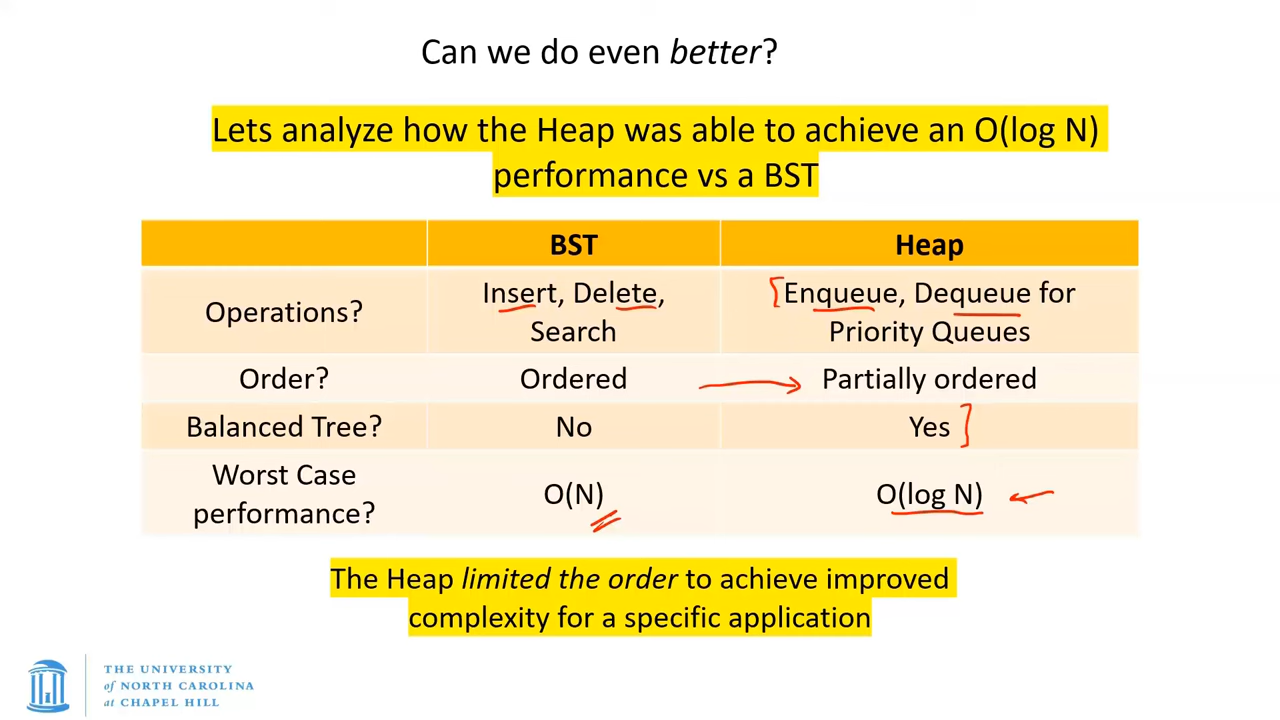 Can we do even better?
Lets analyze how the Heap was able to achieve an O(log N)
performance vs a BST
BST
Heap
Operations?
Insert, Delete,
Search
Enqueue, Dequeue for
Priority Queues
Order?
Ordered
Partially ordered
Balanced Tree?
No
Yes
Worst Case
performance?
O(N)
O(log N)
The Heap limited the order to achieve improved
complexity for a specific application
THE UNIVERSITY
of NORTH CAROLINA
at CHAPEL HILL